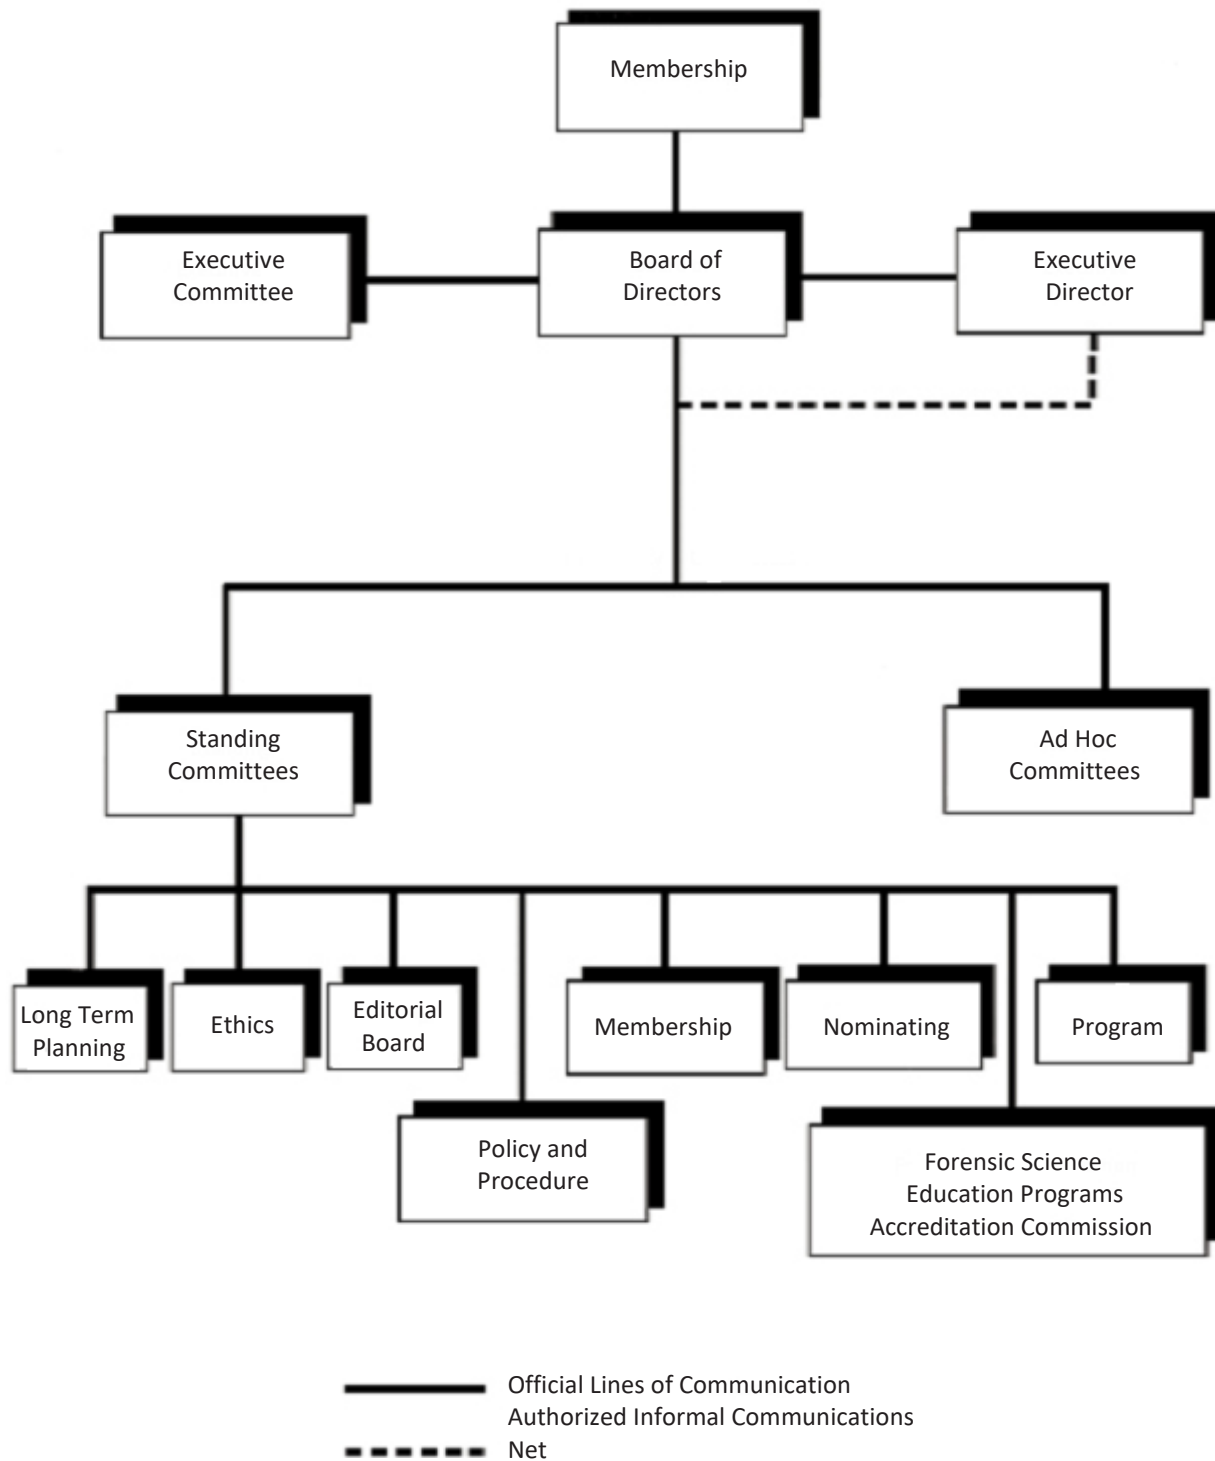 Membership
Executive
Committee
Board of
Directors
Executive
Director
Standing
Committees
Ad Hoc
Committees
Long Term
Planning
Ethics
Editorial
Board
Membership
Nominating
Program
Policy and
Procedure
Forensic Science
Education Programs
Accreditation Commission
Official Lines of Communication
Authorized Informal Communications
Net